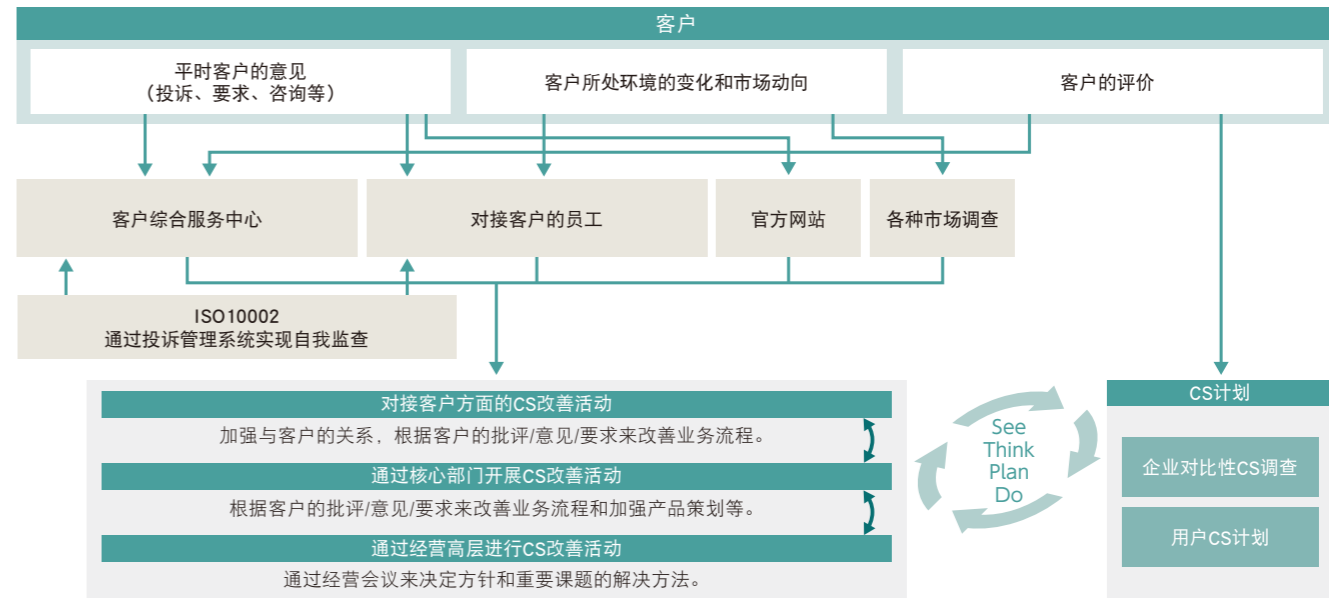 客户
平时客户的意见
（投诉、要求、咨询等）
客户所处环境的变化和市场动向
客户的评价
客户综合服务中心
对接客户的员工
官方网站
各种市场调查
ISO10002
通过投诉管理系统实现自我监查
对接客户方面的CS改善活动
加强与客户的关系，根据客户的批评/意见/要求来改善业务流程。
通过核心部门开展CS改善活动
根据客户的批评/意见/要求来改善业务流程和加强产品策划等。
通过经营高层进行CS改善活动
通过经营会议来决定方针和重要课题的解决方法。
See
Think
Plan
Do
CS计划
企业对比性CS调查
用户CS计划